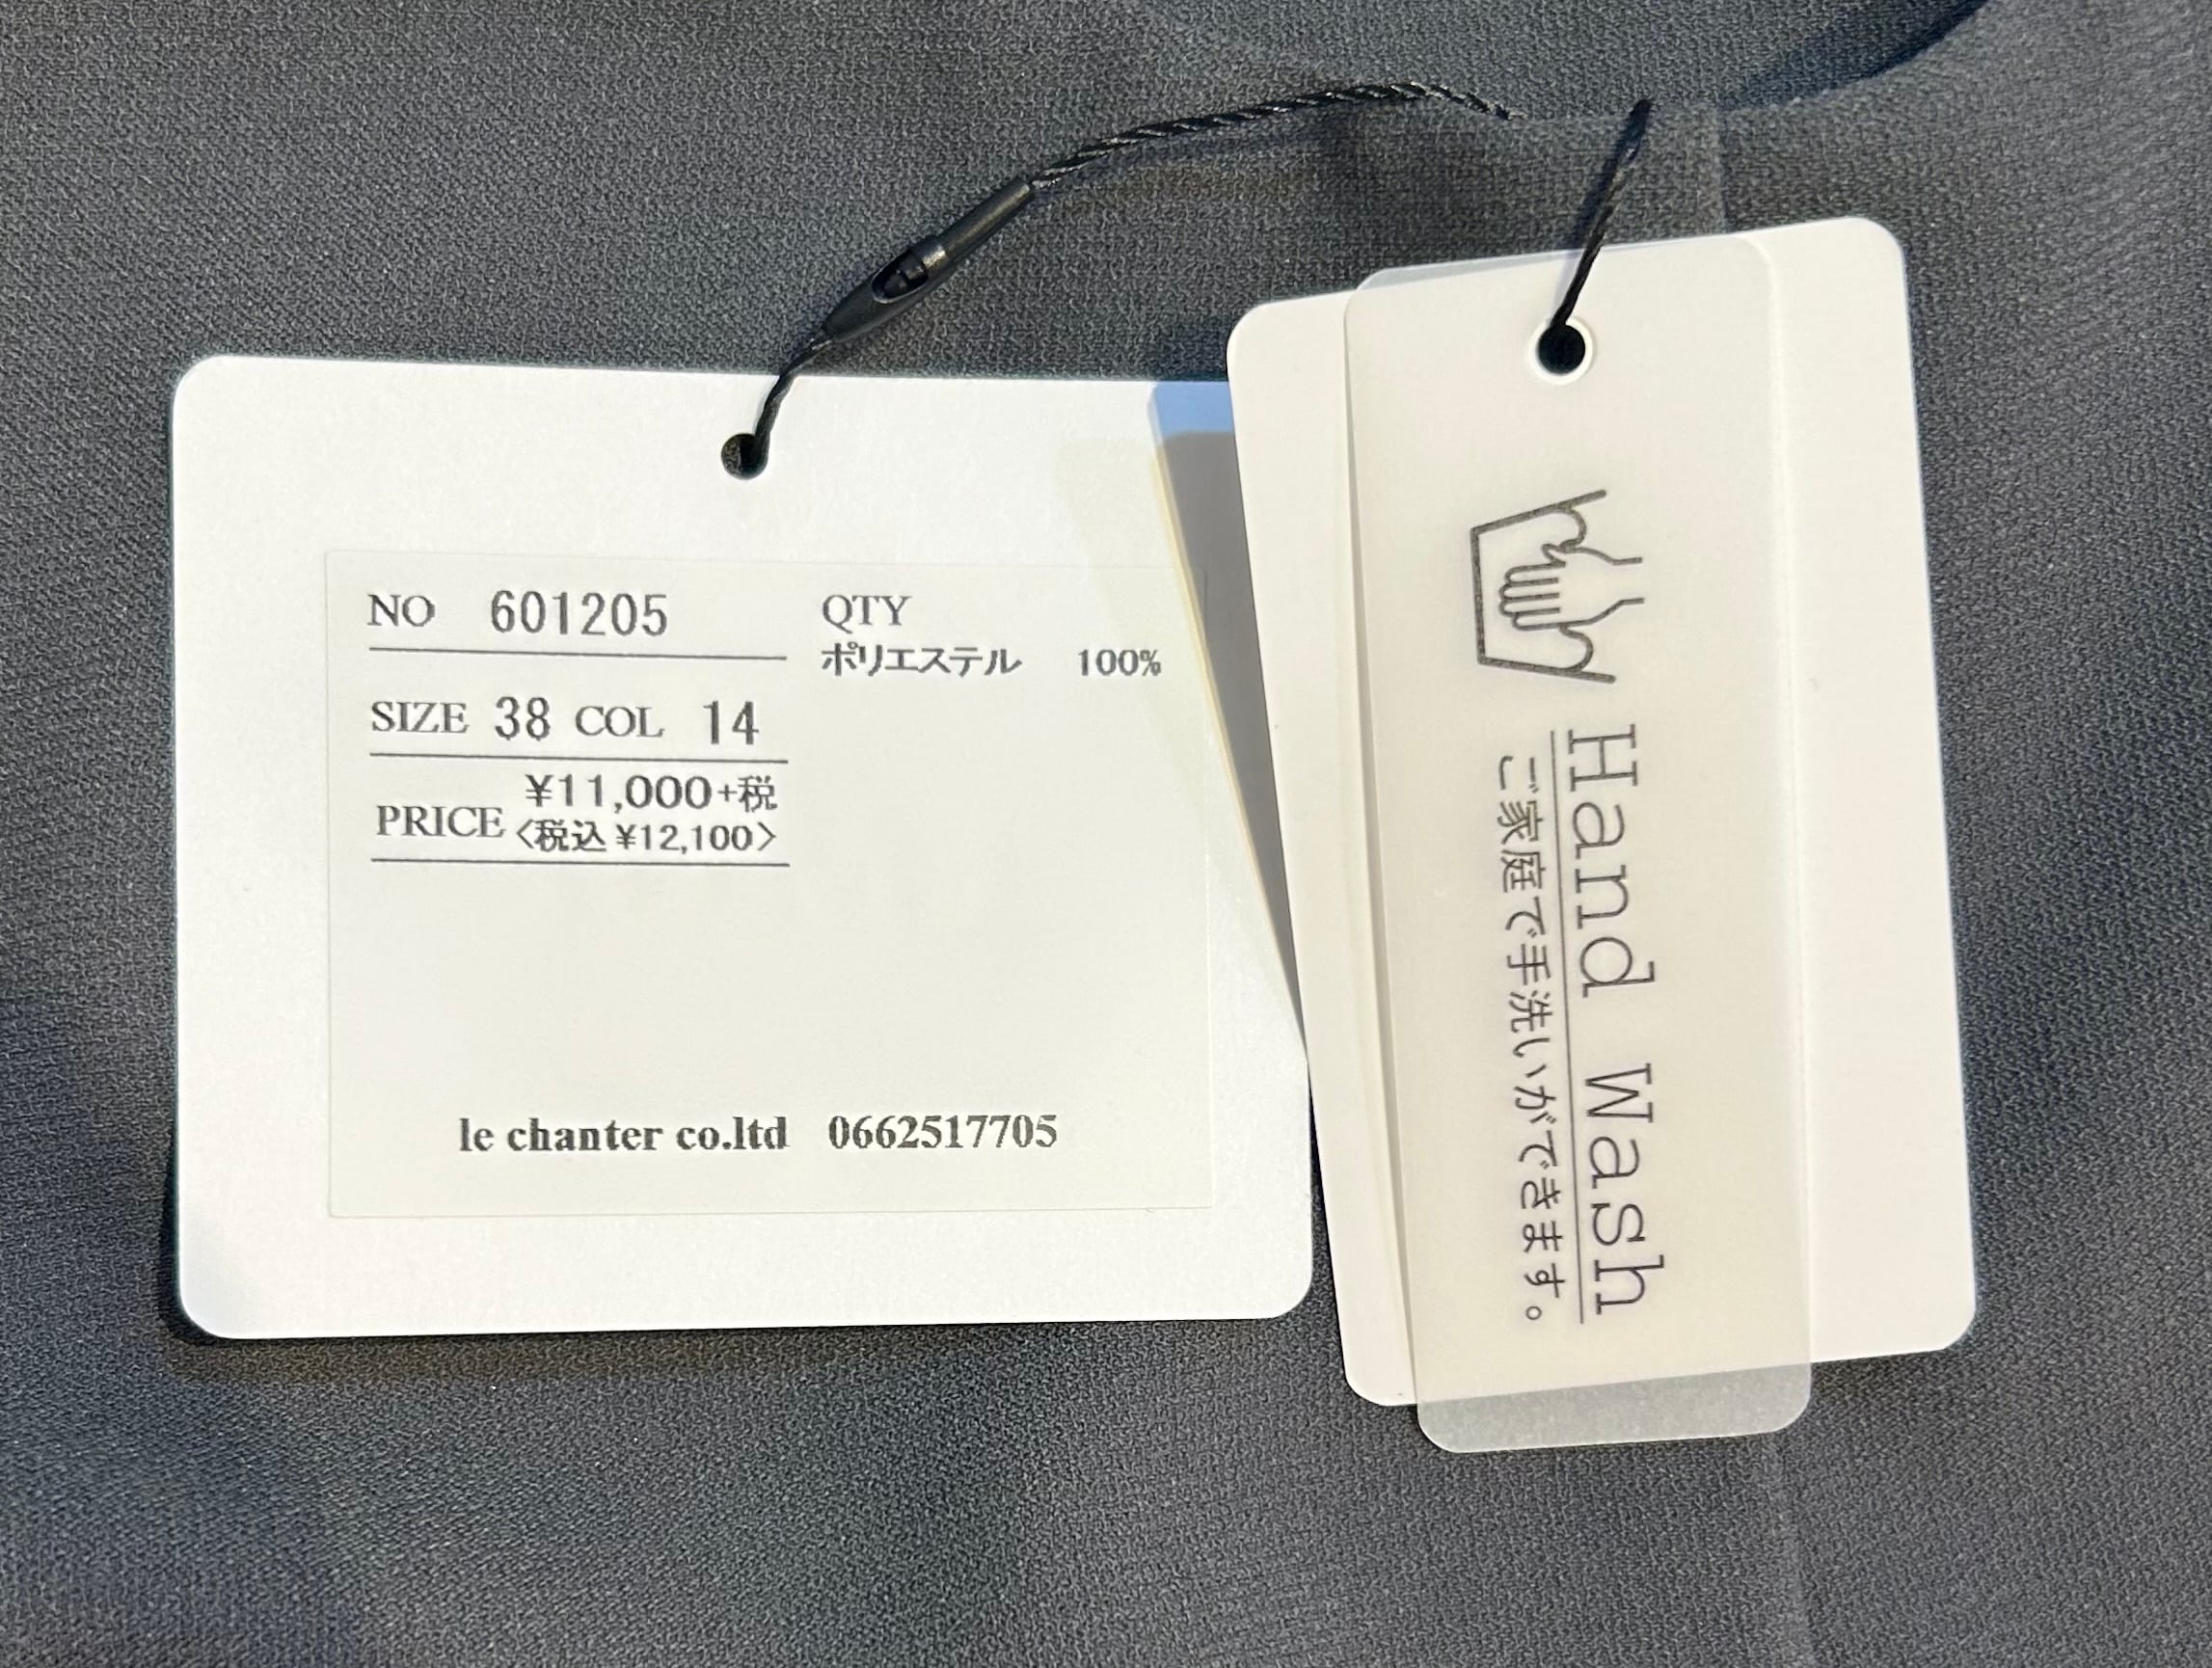 NO 601205
SIZE 38 COL 14
PRICE ¥11,000+税
<税込 ¥12,100>
QTY
ポリエステル 100%
le chanter co.ltd 0662517705
Hand Wash
ご家庭で手洗いができます。